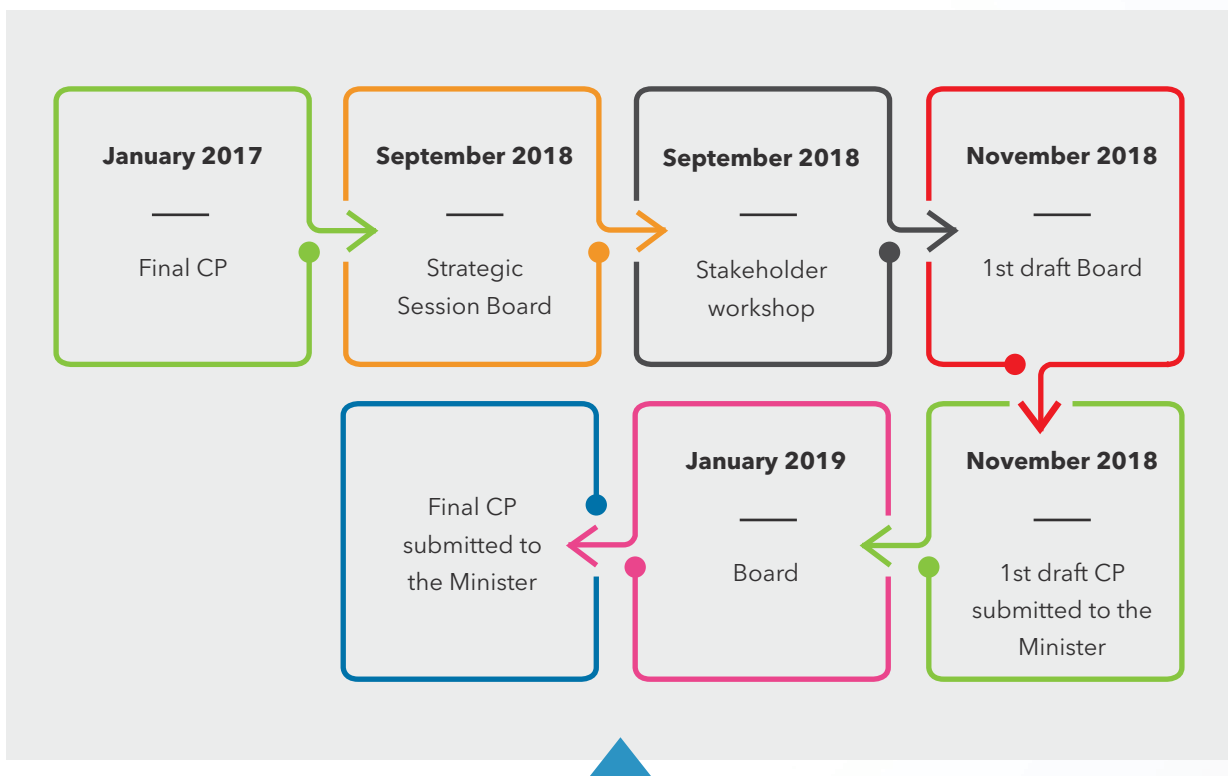 January 2017
Final CP
September 2018
Strategic
Session Board
September 2018
Stakeholder
workshop
November 2018
1st draft Board
November 2018
1st draft CP
submitted to the
Minister
January 2019
Board
Final CP
submitted to
the Minister